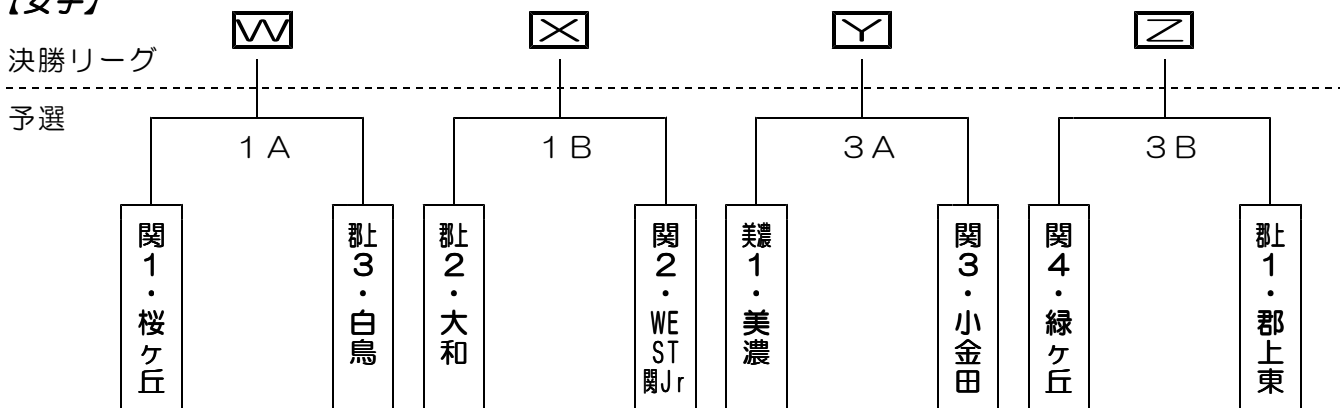 【女子】
W
X
Y
Z
決勝リーグ
予選
1A
1B
3A
3B
関1・桜ヶ丘
郡上3・白鳥
郡上2・大和
関2・WEST関Jr
美濃1・美濃
関3・小金田
関4・緑ヶ丘
郡上1・郡上東